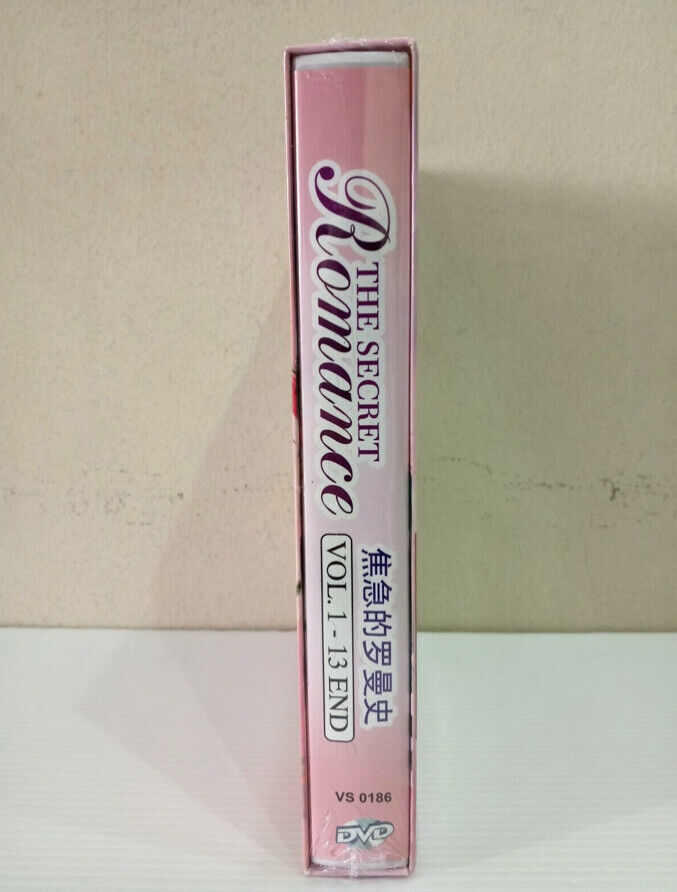 THE SECRET
Romance
焦急的罗曼史
VOL. 1 - 13 END
VS 0186
DVD